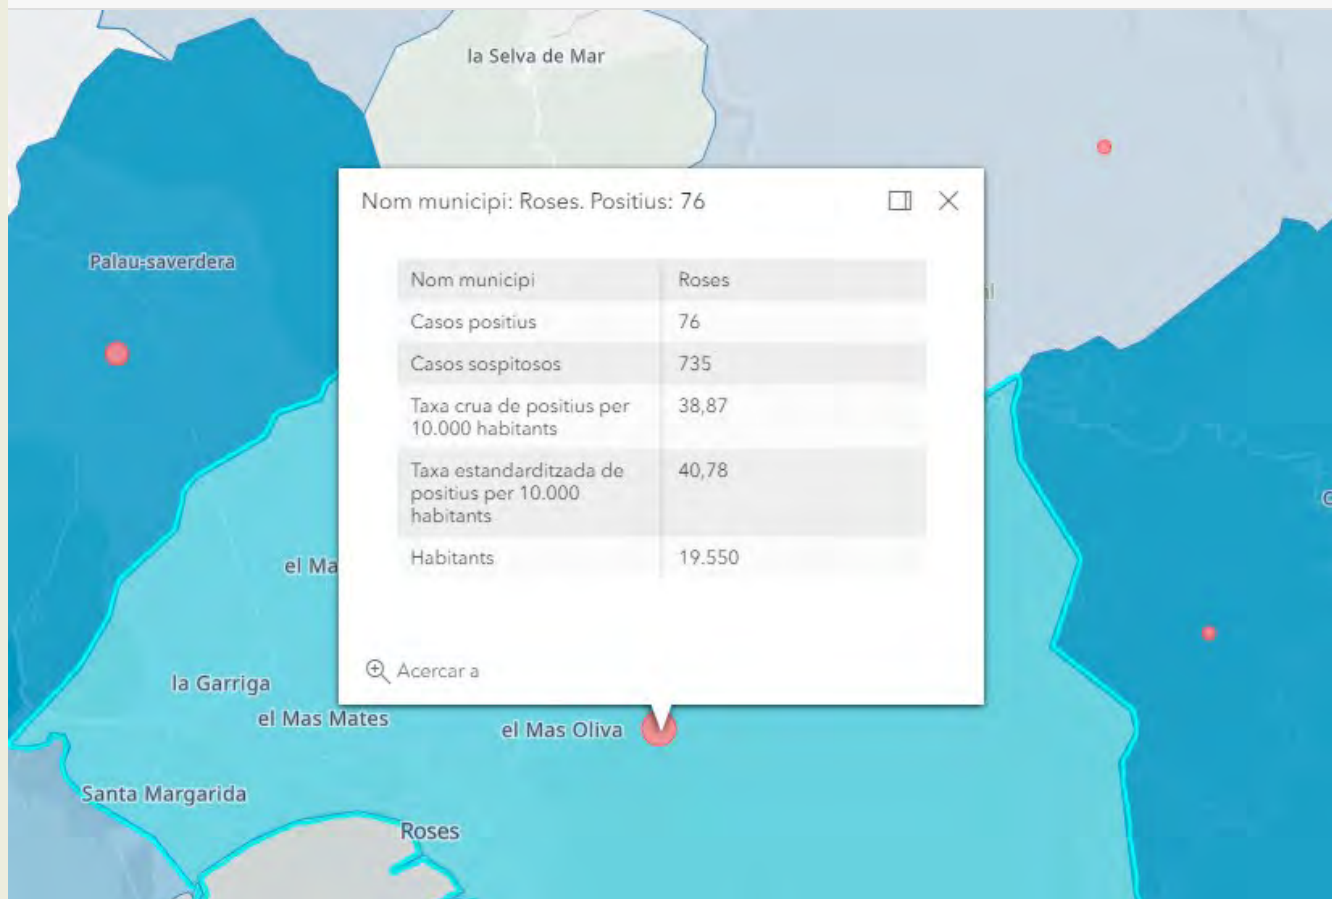 la Selva de Mar
Nom municipi: Roses. Positius: 76
Palau-saverdera
Nom municipi Roses
Casos positius 76
Casos sospitosos 735
Taxa crua de positius per 38,87
10.000 habitants
Taxa estandarditzada de 40,78
positius per 10.000
habitants
Habitants 19.550
el Ma
Acercar a
la Garriga
el Mas Mates
el Mas Oliva
Santa Margarida
Roses